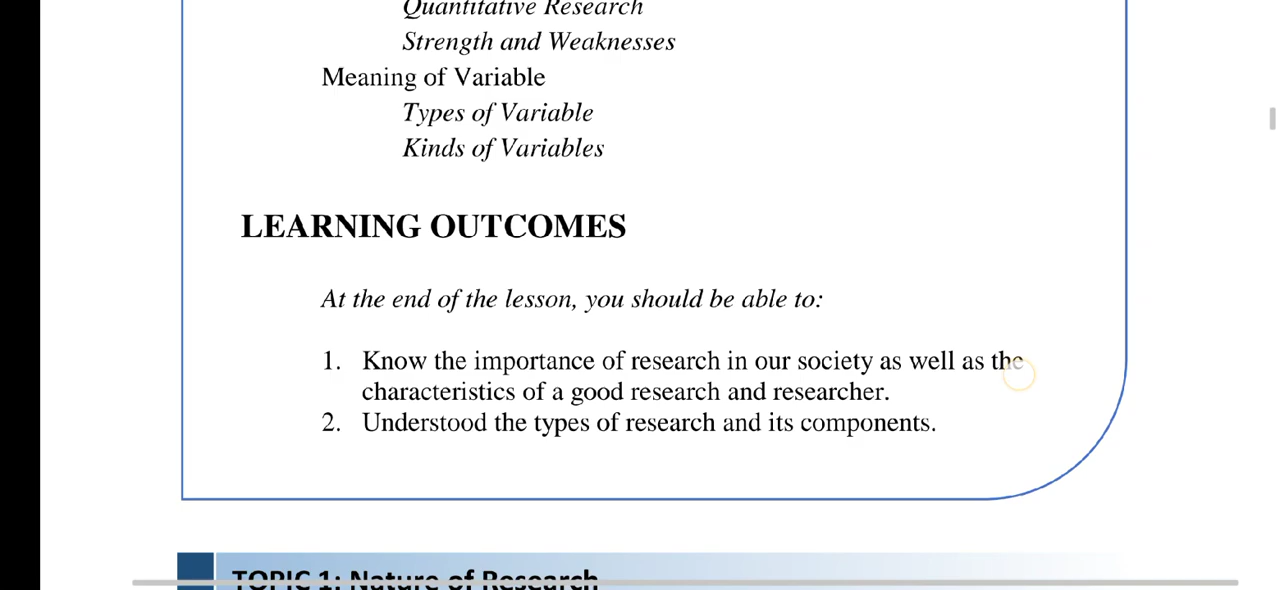 Quantitative Research
Strength and Weaknesses
Meaning of Variable
Types of Variable
Kinds of Variables
LEARNING OUTCOMES
At the end of the lesson, you should be able to:
1. Know the importance of research in our society as well as the
characteristics of a good research and researcher.
2. Understood the types of research and its components.
TOPIC 1: Nature of Research